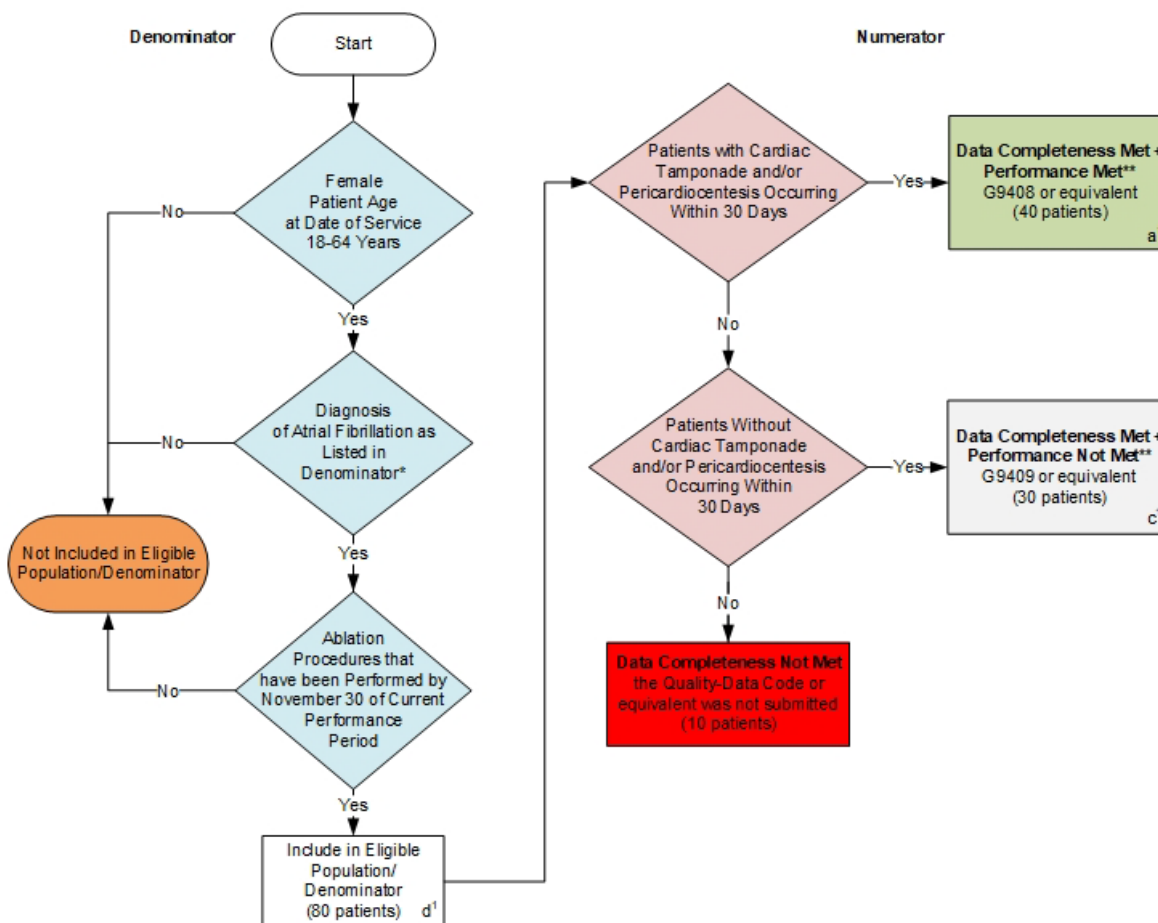 Denominator
Start
Female
Patient Age
at Date of Service
18-64 Years
No
Yes
Diagnosis
of Atrial Fibrillation as
Listed in
Denominator*
No
Yes
Not Included in Eligible
Population/Denominator
Ablation
Procedures that
have been Performed by
November 30 of Current
Performance
Period
No
Yes
Include in Eligible
Population/
Denominator
(80 patients) d¹
Numerator
Patients with Cardiac
Tamponade and/or
Pericardiocentesis Occurring
Within 30 Days
Yes
Data Completeness Met +
Performance Met**
G9408 or equivalent
(40 patients)
a
No
Patients Without
Cardiac Tamponade
and/or Pericardiocentesis
Occurring Within
30 Days
Yes
Data Completeness Met +
Performance Not Met**
G9409 or equivalent
(30 patients)
c
No
Data Completeness Not Met
the Quality-Data Code or
equivalent was not submitted
(10 patients)